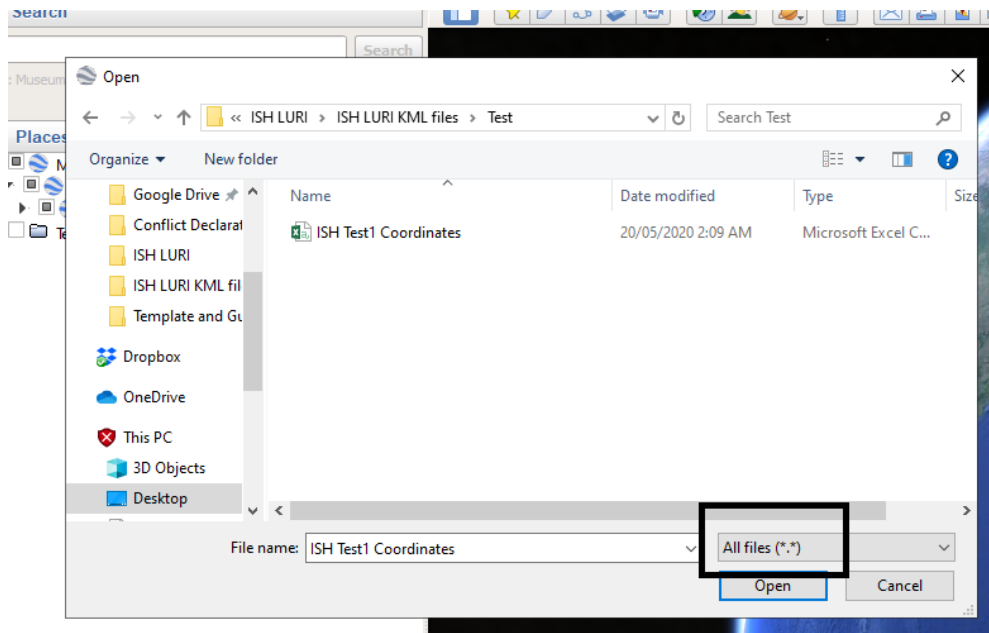 Search
Search
: Museum
Open
« ISH LURI > ISH LURI KML files > Test
Search Test
Places
Organize
New folder
M
Google Drive
Name
Date modified
Type
Size
Conflict Declarat
ISH Test1 Coordinates
20/05/2020 2:09 AM
Microsoft Excel C...
Te
ISH LURI
ISH LURI KML fil
Template and Gu
Dropbox
OneDrive
This PC
3D Objects
Desktop
File name:
ISH Test1 Coordinates
All files (*.*)
Open
Cancel